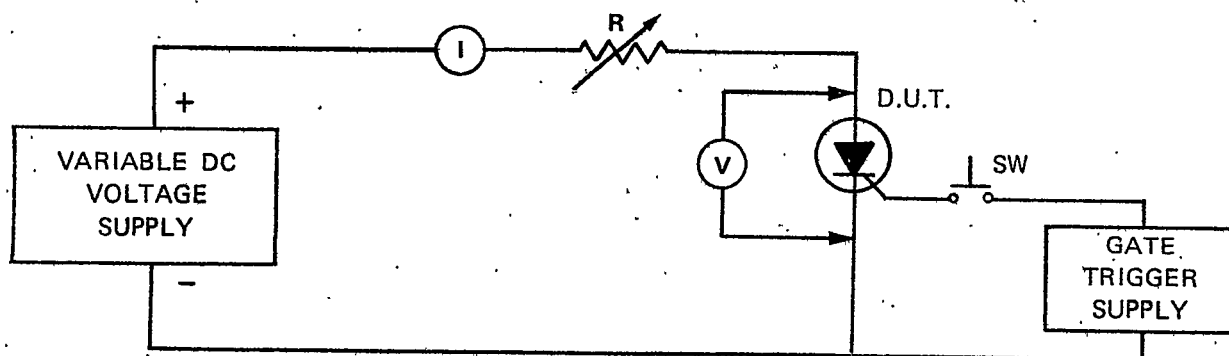 R
I
+
D.U.T.
VARIABLE DC
VOLTAGE
SUPPLY
V
SW
GATE
TRIGGER
SUPPLY
−